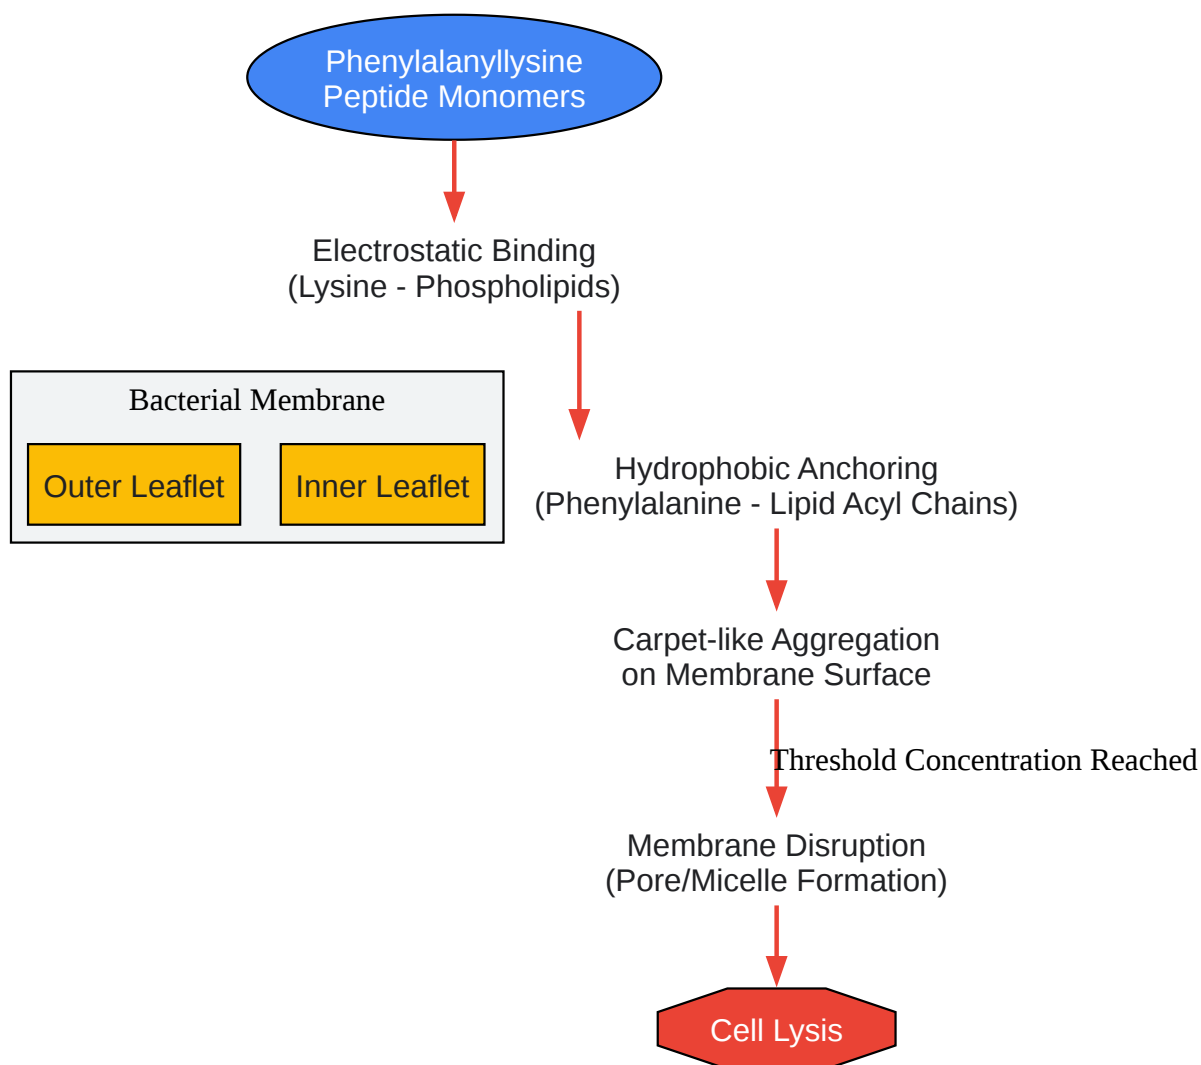 Phenylalanyllysine
Peptide Monomers
Electrostatic Binding
(Lysine - Phospholipids)
Bacterial Membrane
Outer Leaflet
Inner Leaflet
Hydrophobic Anchoring
(Phenylalanine - Lipid Acyl Chains)
Carpet-like Aggregation
on Membrane Surface
Threshold Concentration Reached
Membrane Disruption
(Pore/Micelle Formation)
Cell Lysis